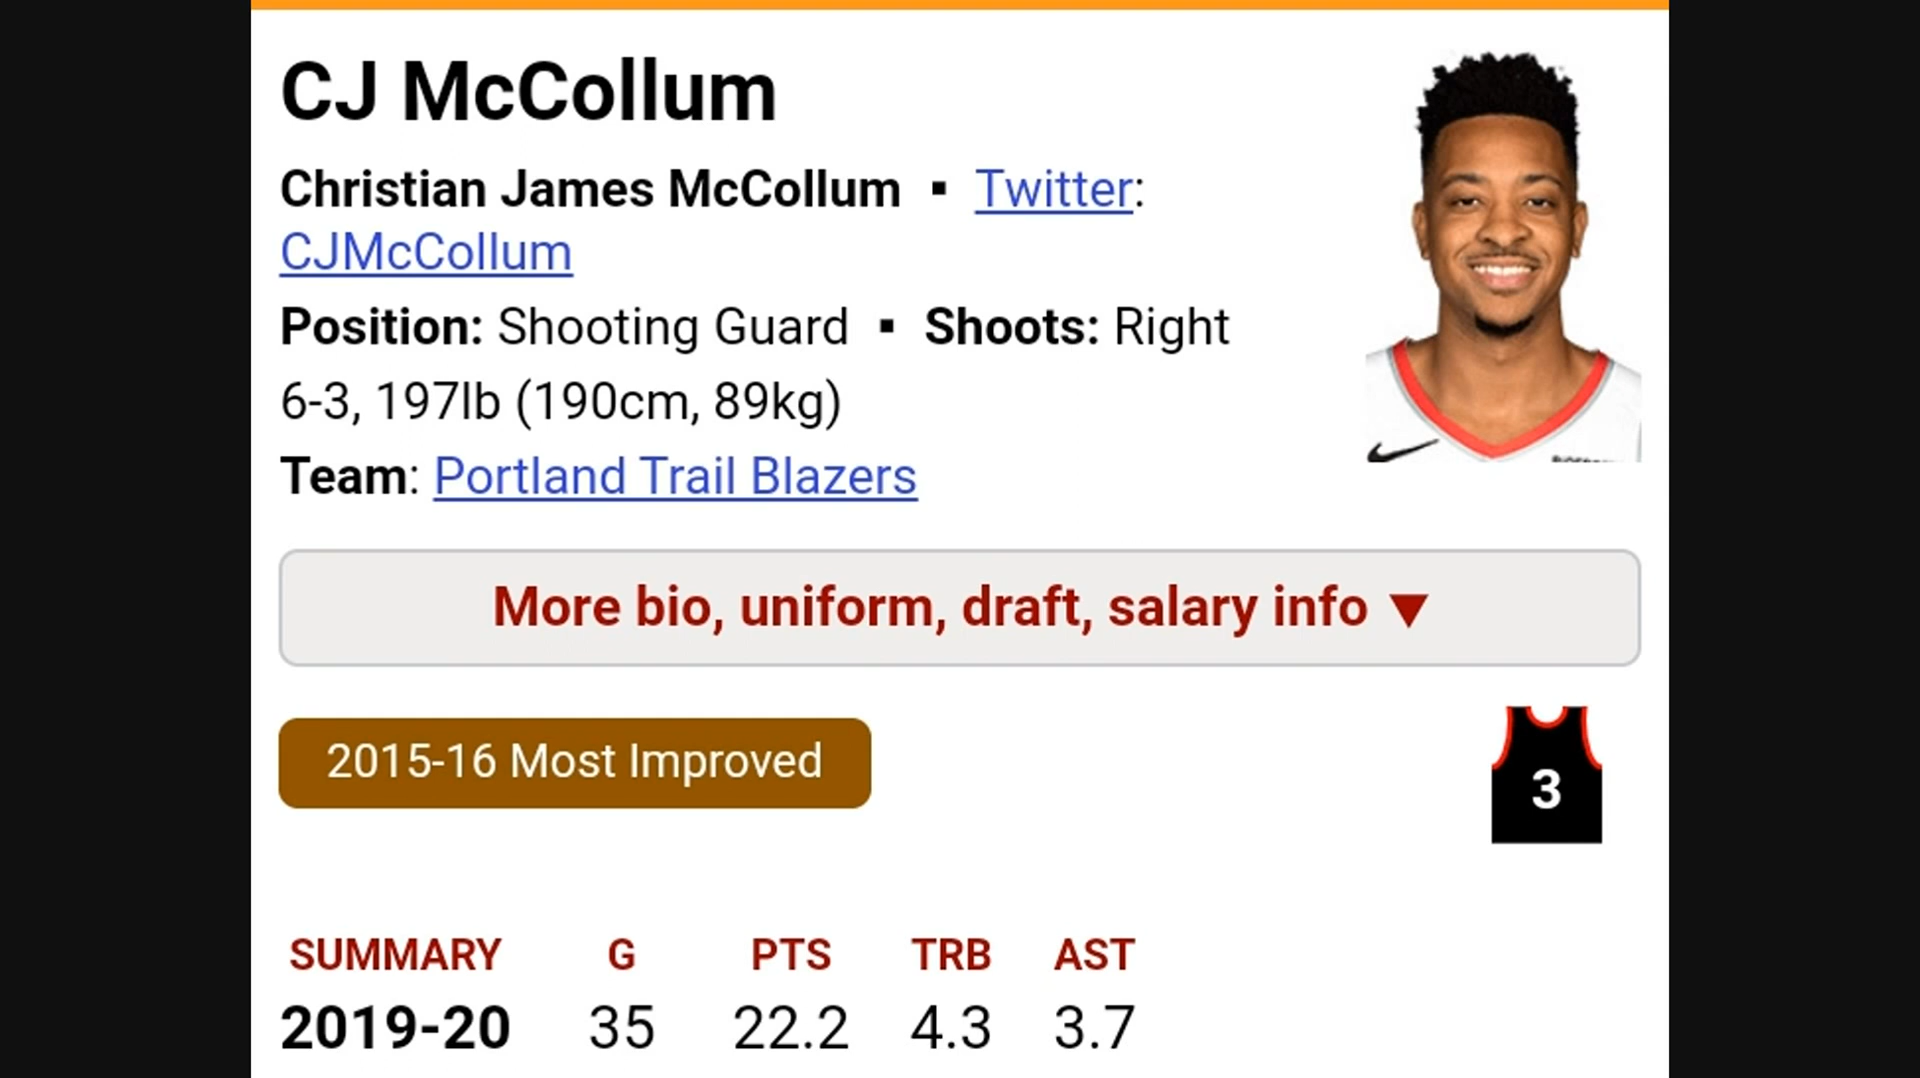 CJ McCollum
Christian James McCollum ▪ Twitter:
CJMcCollum
Position: Shooting Guard ▪ Shoots: Right
6-3, 197lb (190cm, 89kg)
Team: Portland Trail Blazers
More bio, uniform, draft, salary info ▼
2015-16 Most Improved
3
SUMMARY G PTS TRB AST
2019-20 35 22.2 4.3 3.7